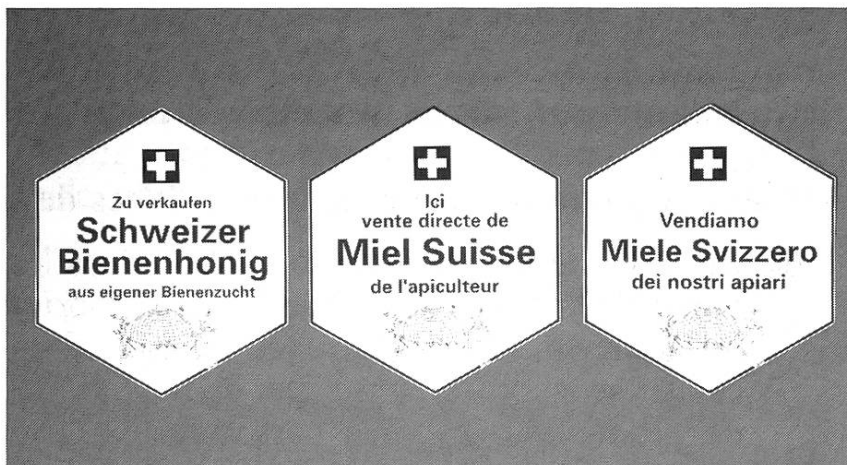 Zu verkaufen
Schweizer
Bienenhonig
aus eigener Bienenzucht
Ici
vente directe de
Miel Suisse
de l'apiculteur
Vendiamo
Miele Svizzero
dei nostri apiari